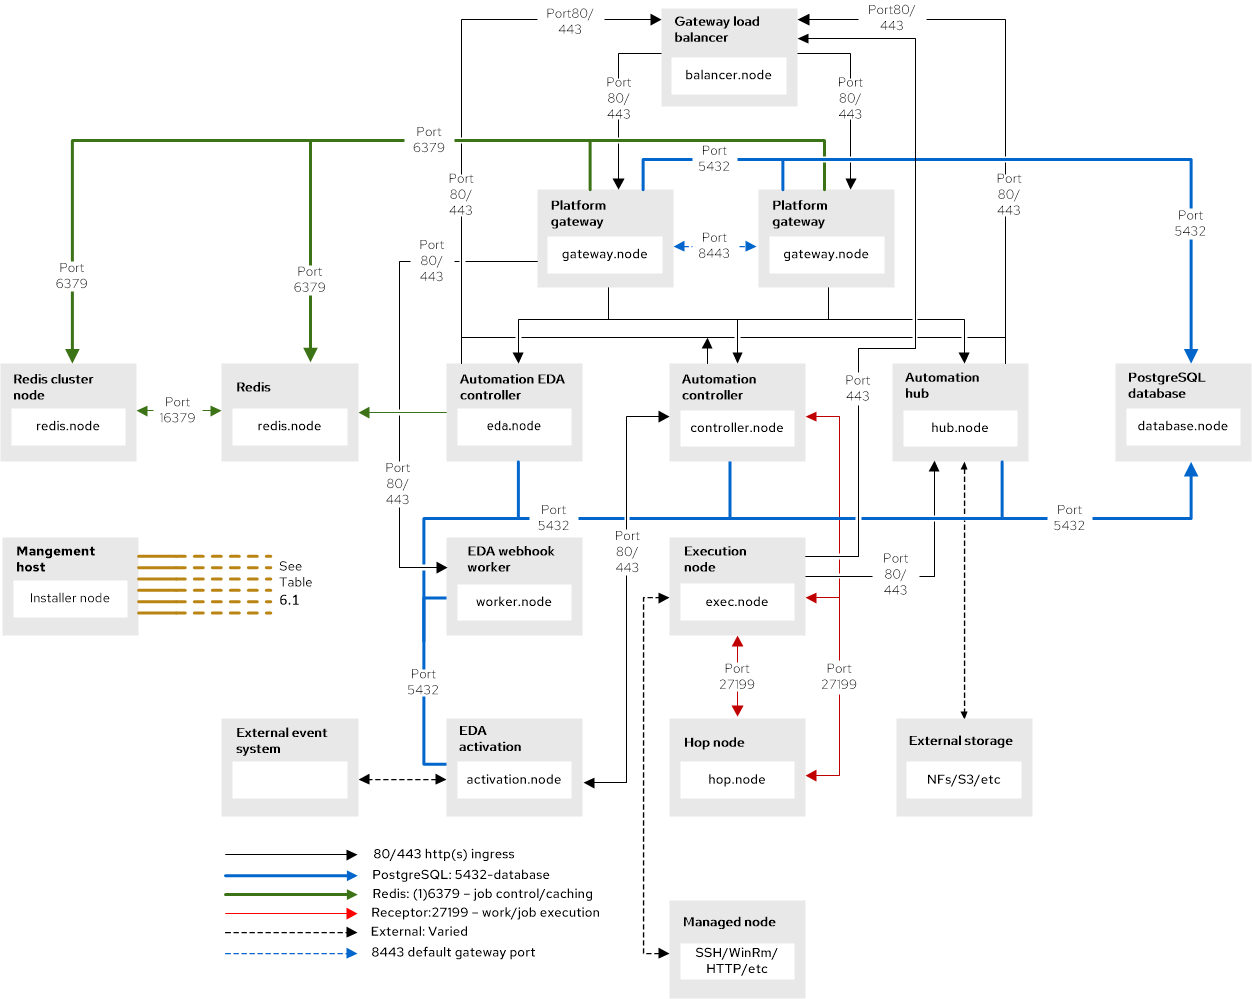 Port80/
443
Gateway load
balancer
balancer.node
Port80/
443
Port
80/
443
Port
80/
443
Port
6379
Port
5432
Port
80/
443
Port
80/
443
Platform
gateway
gateway.node
Platform
gateway
gateway.node
Port
8443
Port
5432
Port
80/
443
Port
6379
Port
6379
Redis cluster
node
redis.node
Port
16379
Redis
redis.node
Automation EDA
controller
eda.node
Automation
controller
controller.node
Port
443
Automation
hub
hub.node
PostgreSQL
database
database.node
Port
80/
443
Port
5432
Port
5432
Port
80/
443
Mangement
host
Installer node
See
Table
6.1
EDA webhook
worker
worker.node
Execution
node
exec.node
Port
80/
443
Port
5432
Port
27199
Port
27199
External event
system
EDA
activation
activation.node
Hop node
hop.node
External storage
NFs/S3/etc
80/443 http(s) ingress
PostgreSQL: 5432-database
Redis: (1)6379 – job control/caching
Receptor:27199 – work/job execution
External: Varied
8443 default gateway port
Managed node
SSH/WinRm/
HTTP/etc